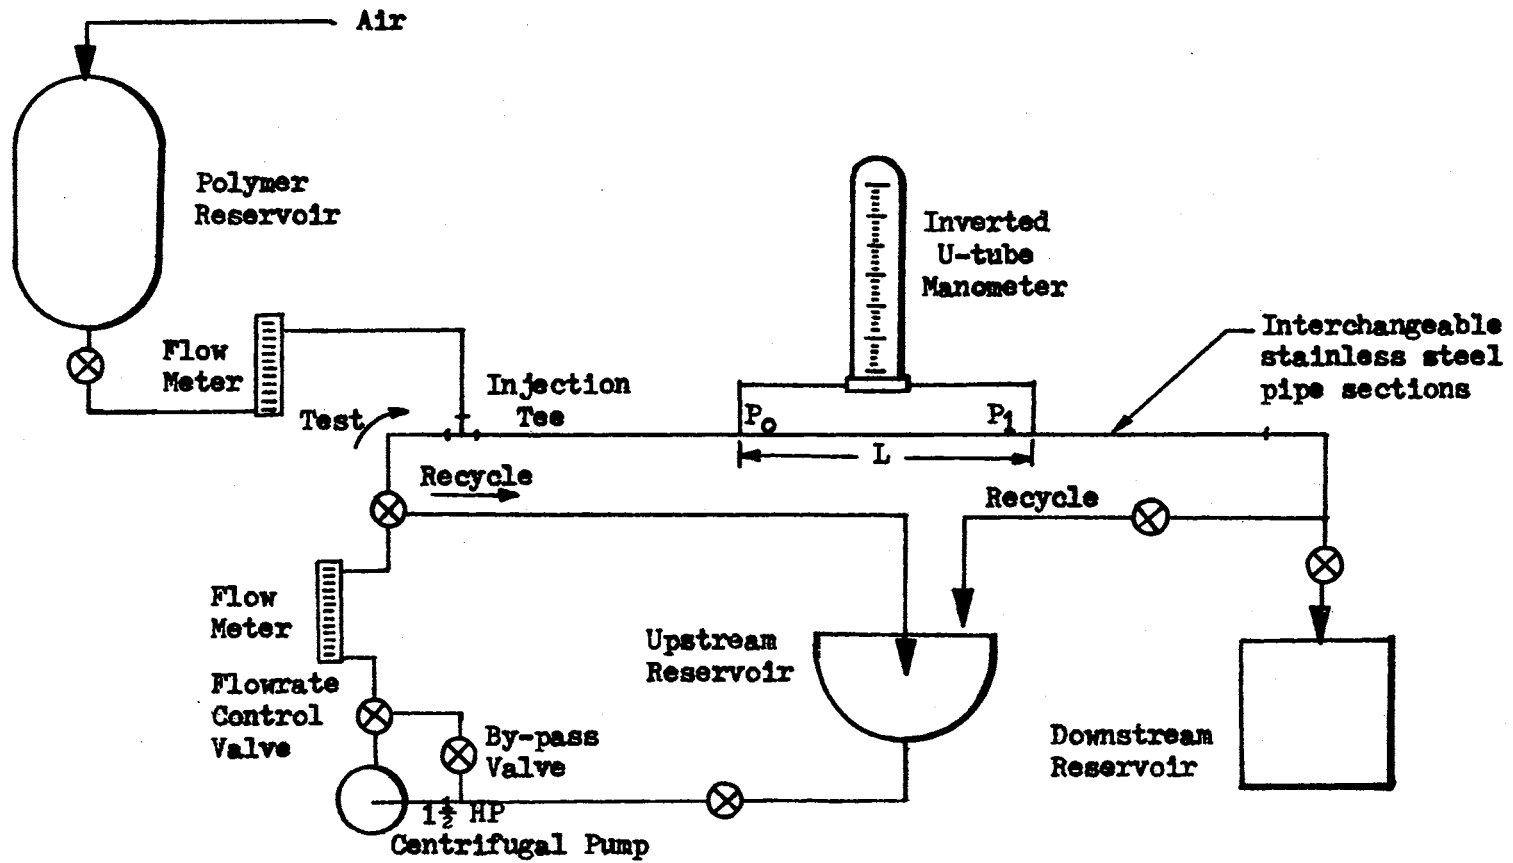 Air
Polymer
Reservoir
Inverted
U-tube
Manometer
Interchangeable
stainless steel
pipe sections
Flow
Meter
Injection
Tee
Test
P0
P1
L
Recycle
Recycle
Flow
Meter
Upstream
Reservoir
Flowrate
Control
Valve
By-pass
Valve
Downstream
Reservoir
1½ HP
Centrifugal Pump